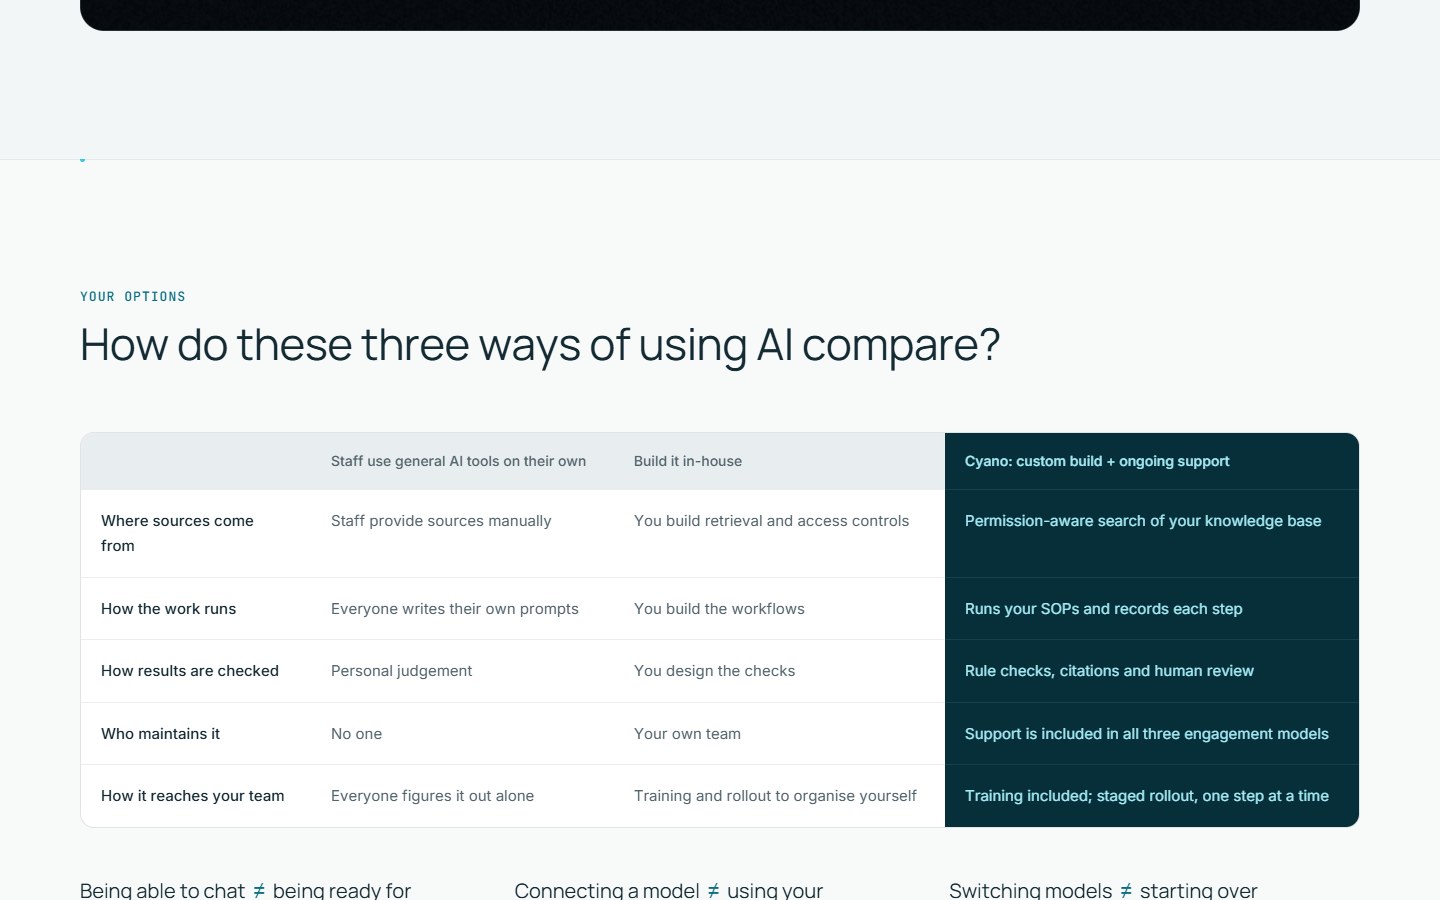 YOUR OPTIONS
How do these three ways of using AI compare?
Staff use general AI tools on their own
Build it in-house
Cyano: custom build + ongoing support
Where sources come
from
Staff provide sources manually
You build retrieval and access controls
Permission-aware search of your knowledge base
How the work runs
Everyone writes their own prompts
You build the workflows
Runs your SOPs and records each step
How results are checked
Personal judgement
You design the checks
Rule checks, citations and human review
Who maintains it
No one
Your own team
Support is included in all three engagement models
How it reaches your team
Everyone figures it out alone
Training and rollout to organise yourself
Training included; staged rollout, one step at a time
Being able to chat ≠ being ready for
Connecting a model ≠ using your
Switching models ≠ starting over